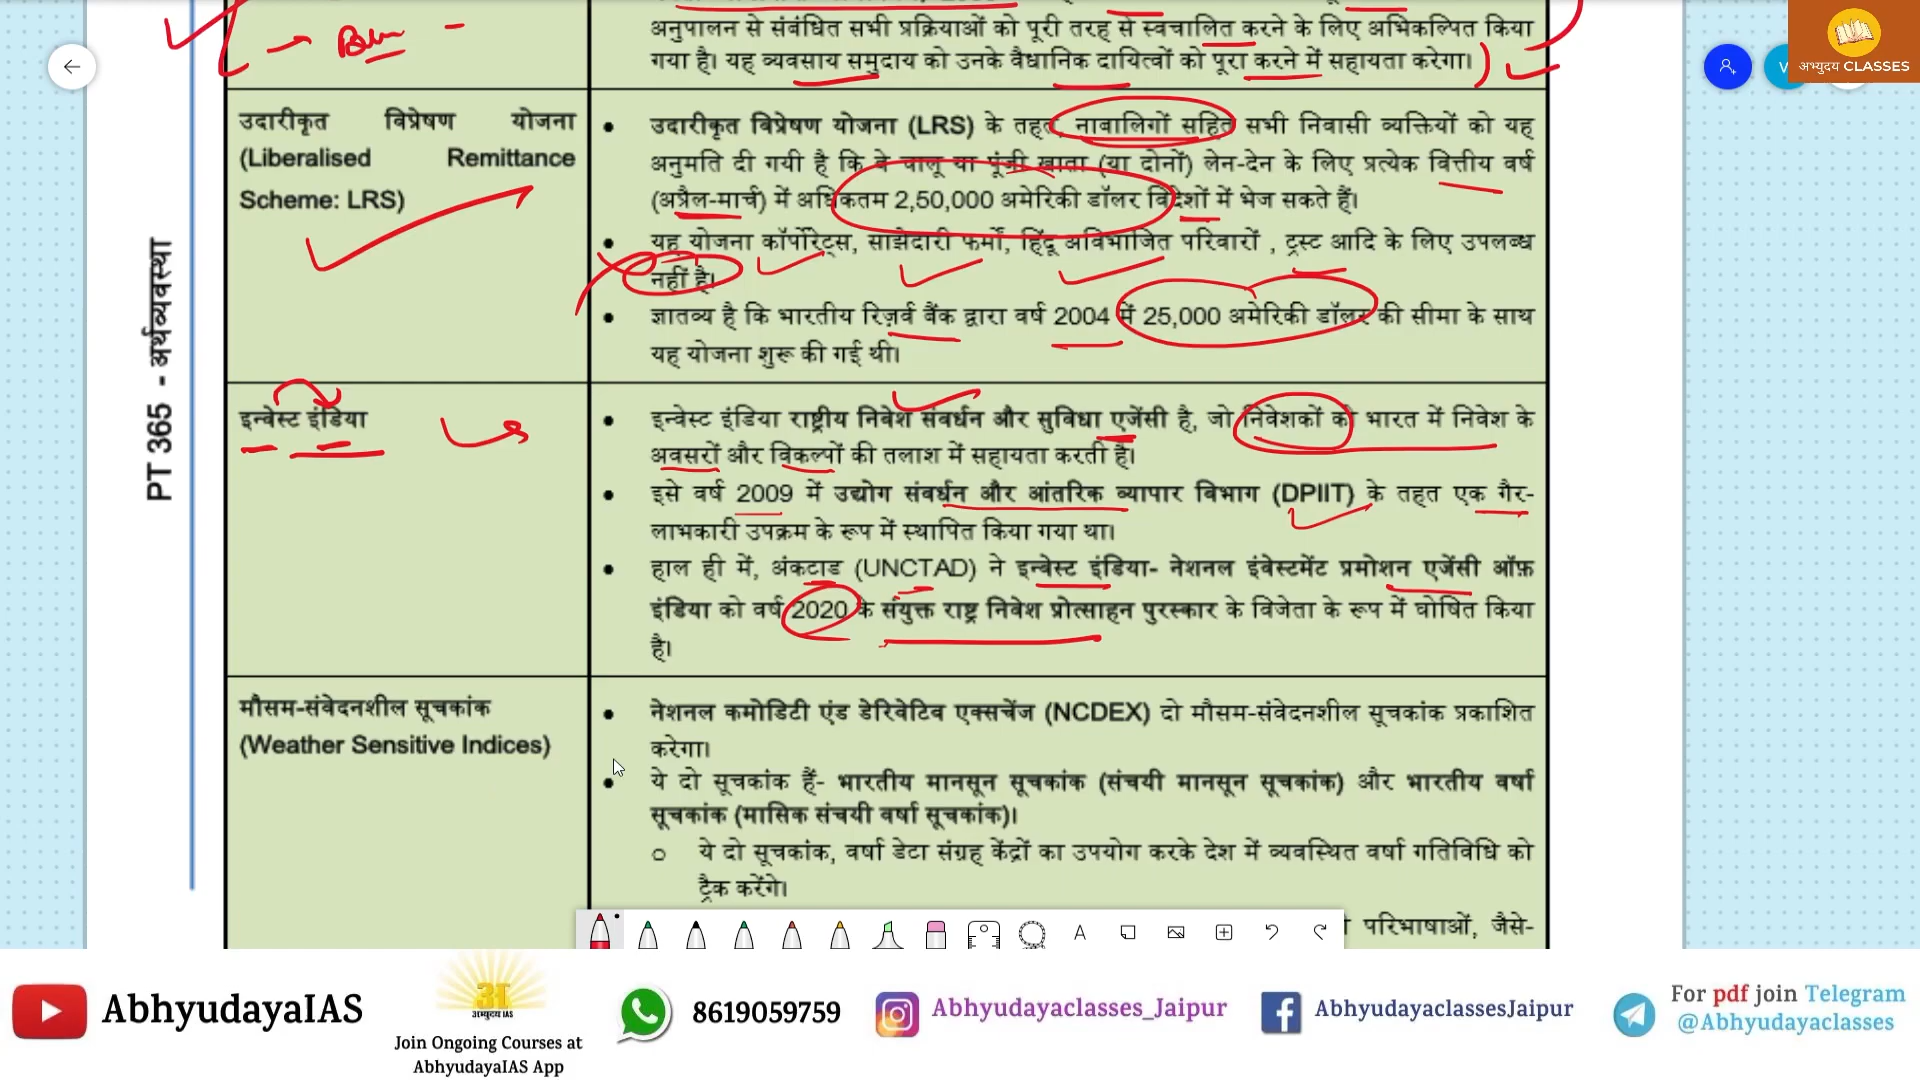 अनुपालन से संबंधित सभी प्रक्रियाओं को पूरी तरह से स्वचालित करने के लिए अभिकल्पित किया
गया है। यह व्यवसाय समुदाय को उनके वैधानिक दायित्वों को पूरा करने में सहायता करेगा।
अभ्युदय CLASSES
उदारीकृत विप्रेषण योजना
(Liberalised Remittance
Scheme: LRS)
• उदारीकृत विप्रेषण योजना (LRS) के तहत, नाबालिगों सहित सभी निवासी व्यक्तियों को यह
अनुमति दी गयी है कि वे चालू या पूंजी खाता (या दोनों) लेन-देन के लिए प्रत्येक वित्तीय वर्ष
(अप्रैल-मार्च) में अधिकतम 2,50,000 अमेरिकी डॉलर विदेशों में भेज सकते हैं।
• यह योजना कॉर्पोरेट्स, साझेदारी फर्मों, हिंदू अविभाजित परिवारों , ट्रस्ट आदि के लिए उपलब्ध
नहीं है।
• ज्ञातव्य है कि भारतीय रिज़र्व बैंक द्वारा वर्ष 2004 में 25,000 अमेरिकी डॉलर की सीमा के साथ
यह योजना शुरू की गई थी।
PT 365 - अर्थव्यवस्था
इन्वेस्ट इंडिया
• इन्वेस्ट इंडिया राष्ट्रीय निवेश संवर्धन और सुविधा एजेंसी है, जो निवेशकों को भारत में निवेश के
अवसरों और विकल्पों की तलाश में सहायता करती है।
• इसे वर्ष 2009 में उद्योग संवर्धन और आंतरिक व्यापार विभाग (DPIIT) के तहत एक गैर-
लाभकारी उपक्रम के रूप में स्थापित किया गया था।
• हाल ही में, अंकटाड (UNCTAD) ने इन्वेस्ट इंडिया- नेशनल इंवेस्टमेंट प्रमोशन एजेंसी ऑफ़
इंडिया को वर्ष 2020 के संयुक्त राष्ट्र निवेश प्रोत्साहन पुरस्कार के विजेता के रूप में घोषित किया
है।
मौसम-संवेदनशील सूचकांक
(Weather Sensitive Indices)
• नेशनल कमोडिटी एंड डेरिवेटिव एक्सचेंज (NCDEX) दो मौसम-संवेदनशील सूचकांक प्रकाशित
करेगा।
• ये दो सूचकांक हैं- भारतीय मानसून सूचकांक (संचयी मानसून सूचकांक) और भारतीय वर्षा
सूचकांक (मासिक संचयी वर्षा सूचकांक)।
o ये दो सूचकांक, वर्षा डेटा संग्रह केंद्रों का उपयोग करके देश में व्यवस्थित वर्षा गतिविधि को
ट्रैक करेंगे।
परिभाषाओं, जैसे-
AbhyudayaIAS
अभ्युदय IAS
Join Ongoing Courses at
AbhyudayaIAS App
8619059759
Abhyudayaclasses_Jaipur
AbhyudayaclassesJaipur
For pdf join Telegram
@Abhyudayaclasses